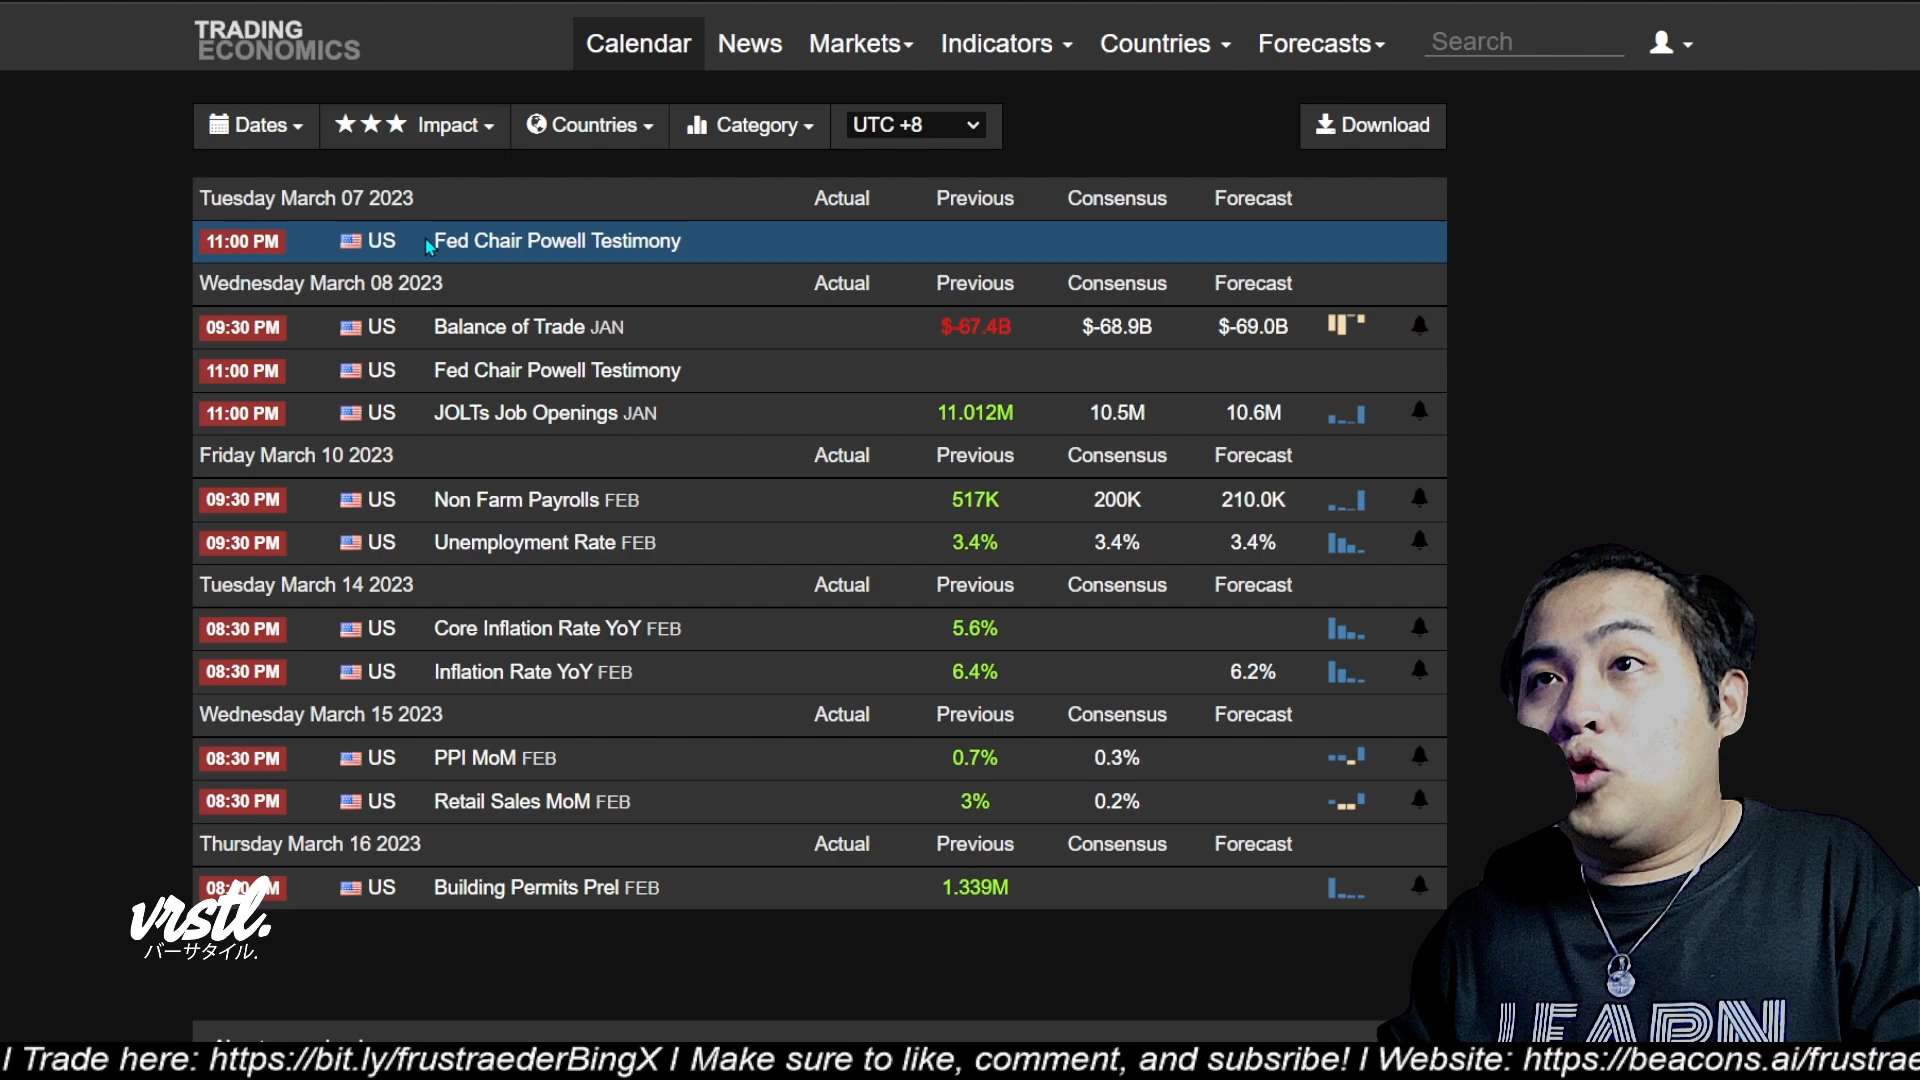 TRADING
ECONOMICS
Calendar News Markets Indicators Countries Forecasts Search
Dates Impact Countries Category UTC +8 Download
Tuesday March 07 2023 Actual Previous Consensus Forecast
11:00 PM US Fed Chair Powell Testimony
Wednesday March 08 2023 Actual Previous Consensus Forecast
09:30 PM US Balance of Trade JAN $-67.4B $-68.9B $-69.0B
11:00 PM US Fed Chair Powell Testimony
11:00 PM US JOLTs Job Openings JAN 11.012M 10.5M 10.6M
Friday March 10 2023 Actual Previous Consensus Forecast
09:30 PM US Non Farm Payrolls FEB 517K 200K 210.0K
09:30 PM US Unemployment Rate FEB 3.4% 3.4% 3.4%
Tuesday March 14 2023 Actual Previous Consensus Forecast
08:30 PM US Core Inflation Rate YoY FEB 5.6%
08:30 PM US Inflation Rate YoY FEB 6.4% 6.2%
Wednesday March 15 2023 Actual Previous Consensus Forecast
08:30 PM US PPI MoM FEB 0.7% 0.3%
08:30 PM US Retail Sales MoM FEB 3% 0.2%
Thursday March 16 2023 Actual Previous Consensus Forecast
US Building Permits Prel FEB 1.339M
vrstl.
バーサタイル.
LEARN
I Trade here: https://bit.ly/frustraederBingX I Make sure to like, comment, and subsribe! I Website: https://beacons.ai/frustrae